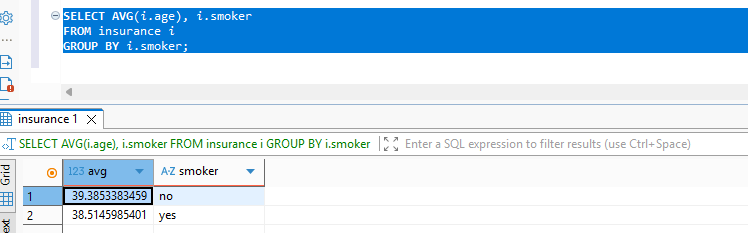 SELECT AVG(i.age), i.smoker
FROM insurance i
GROUP BY i.smoker;
insurance 1
SELECT AVG(i.age), i.smoker FROM insurance i GROUP BY i.smoker
Enter a SQL expression to filter results (use Ctrl+Space)
Grid
123 avg
A-Z smoker
1 39.3853383459 no
2 38.5145985401 yes